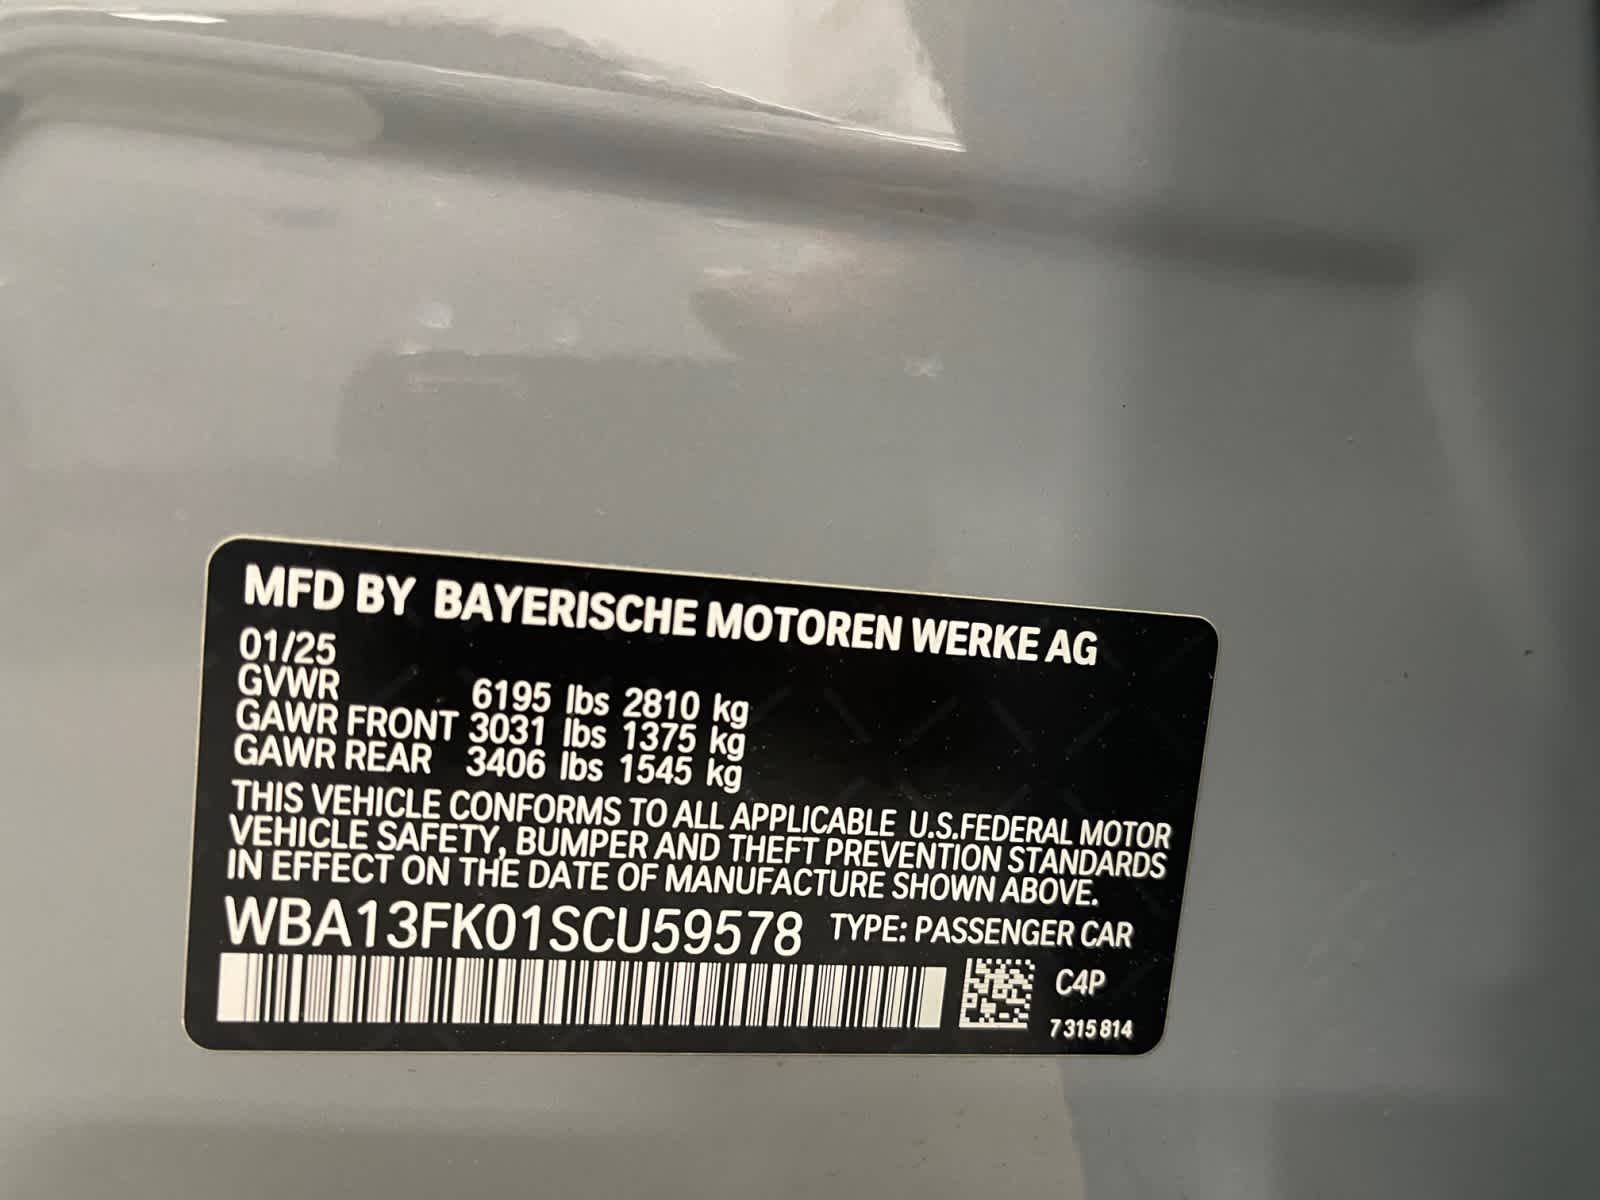 MFD BY BAYERISCHE MOTOREN WERKE AG
01/25
GVWR 6195 lbs 2810 kg
GAWR FRONT 3031 lbs 1375 kg
GAWR REAR 3406 lbs 1545 kg
THIS VEHICLE CONFORMS TO ALL APPLICABLE U.S.FEDERAL MOTOR
VEHICLE SAFETY, BUMPER AND THEFT PREVENTION STANDARDS
IN EFFECT ON THE DATE OF MANUFACTURE SHOWN ABOVE.
WBA13FK01SCU59578 TYPE: PASSENGER CAR
C4P
7 315 814